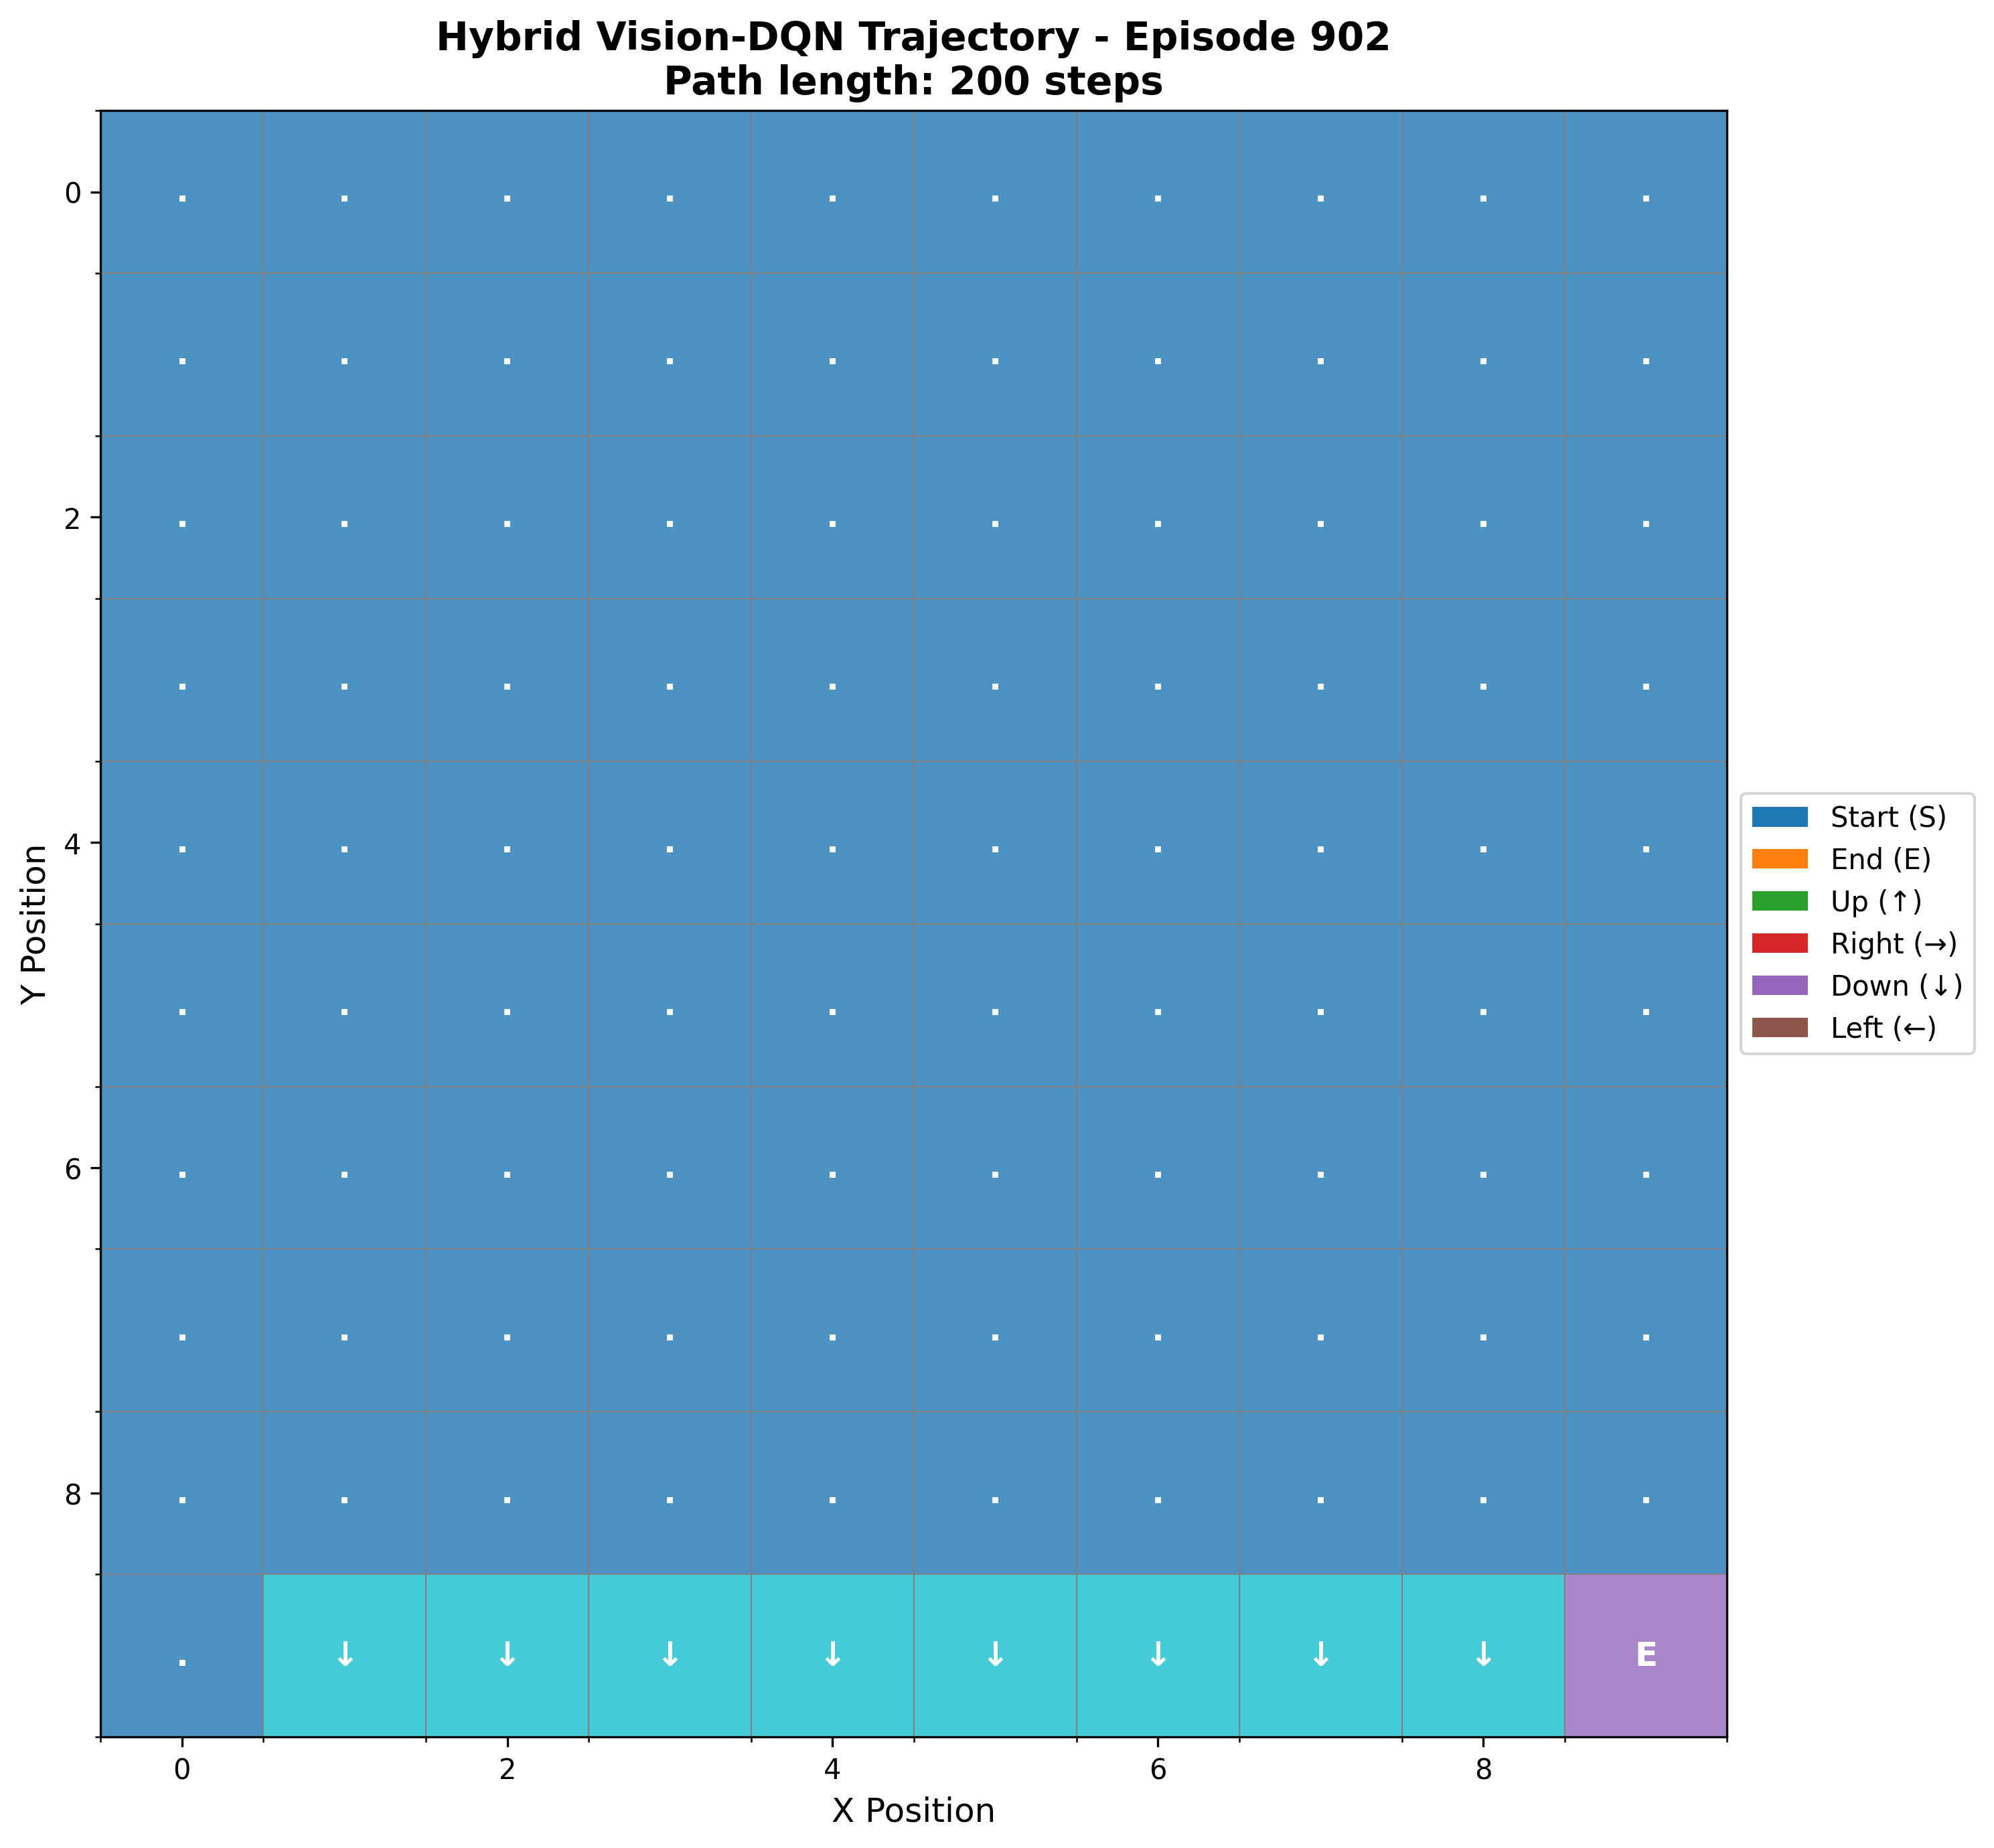 Hybrid Vision-DQN Trajectory - Episode 902
Path length: 200 steps
0
. . . . . . . . . .
. . . . . . . . . .
2
. . . . . . . . . .
. . . . . . . . . .
4
. . . . . . . . . .
. . . . . . . . . .
6
. . . . . . . . . .
. . . . . . . . . .
8
. . . . . . . . . .
. ↓ ↓ ↓ ↓ ↓ ↓ ↓ ↓ E
0 2 4 6 8
X Position
Y Position
Start (S)
End (E)
Up (↑)
Right (→)
Down (↓)
Left (←)